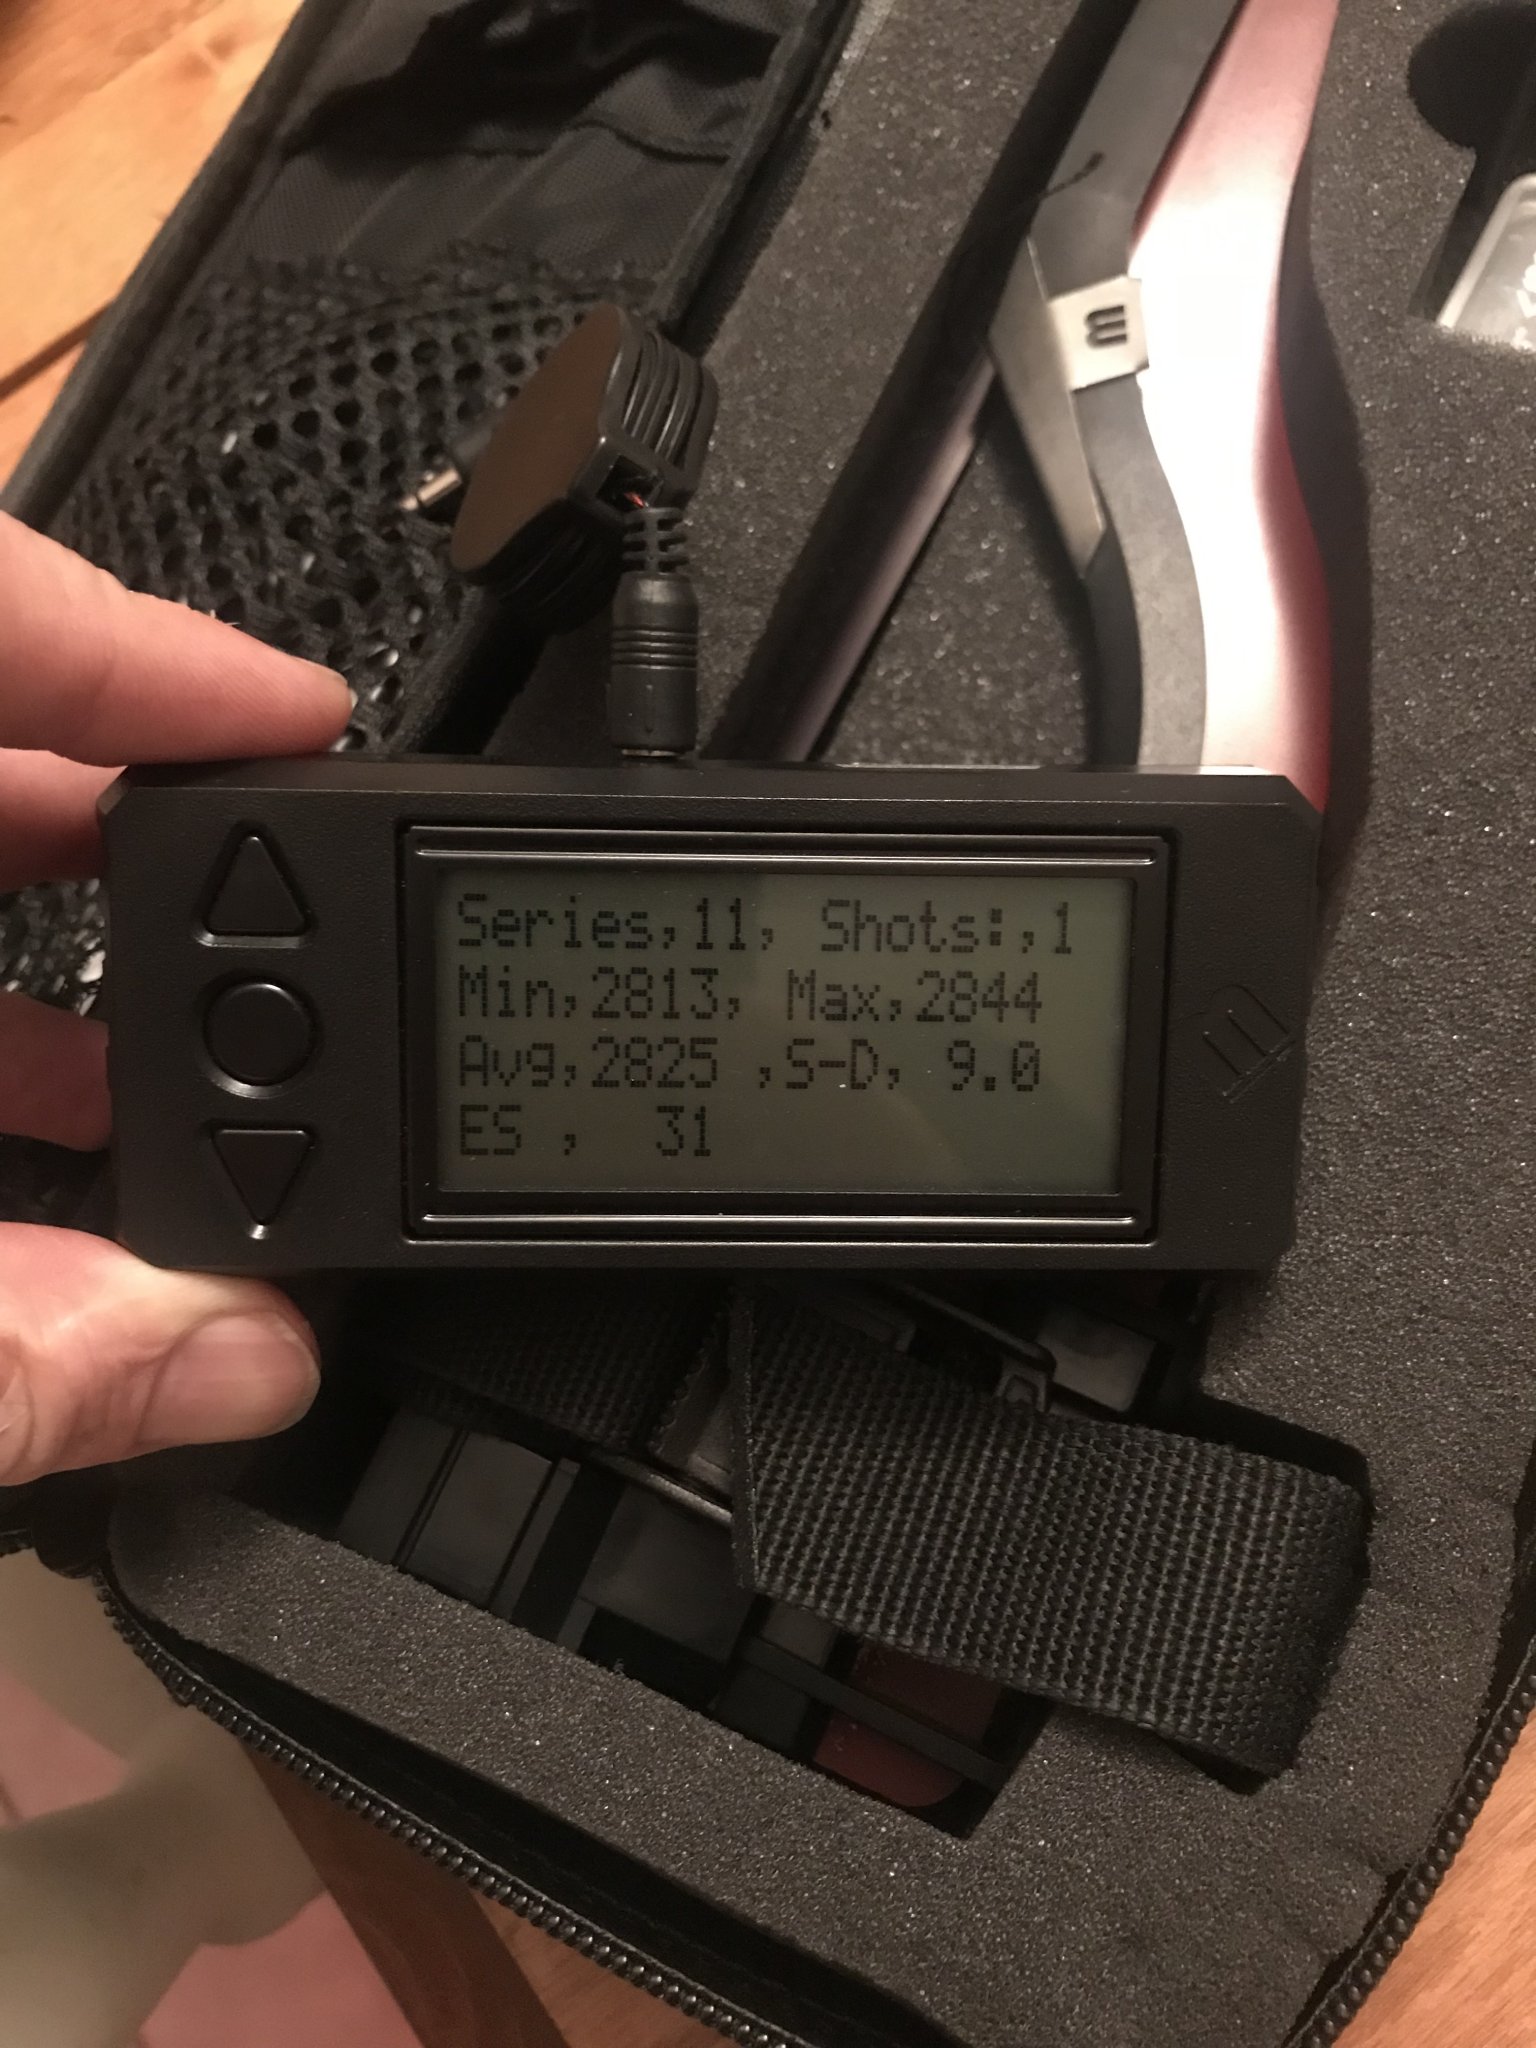 m
Series,11, Shots:,1
Min,2813, Max,2844
Avg,2825 ,S-D, 9.0
ES , 31
m